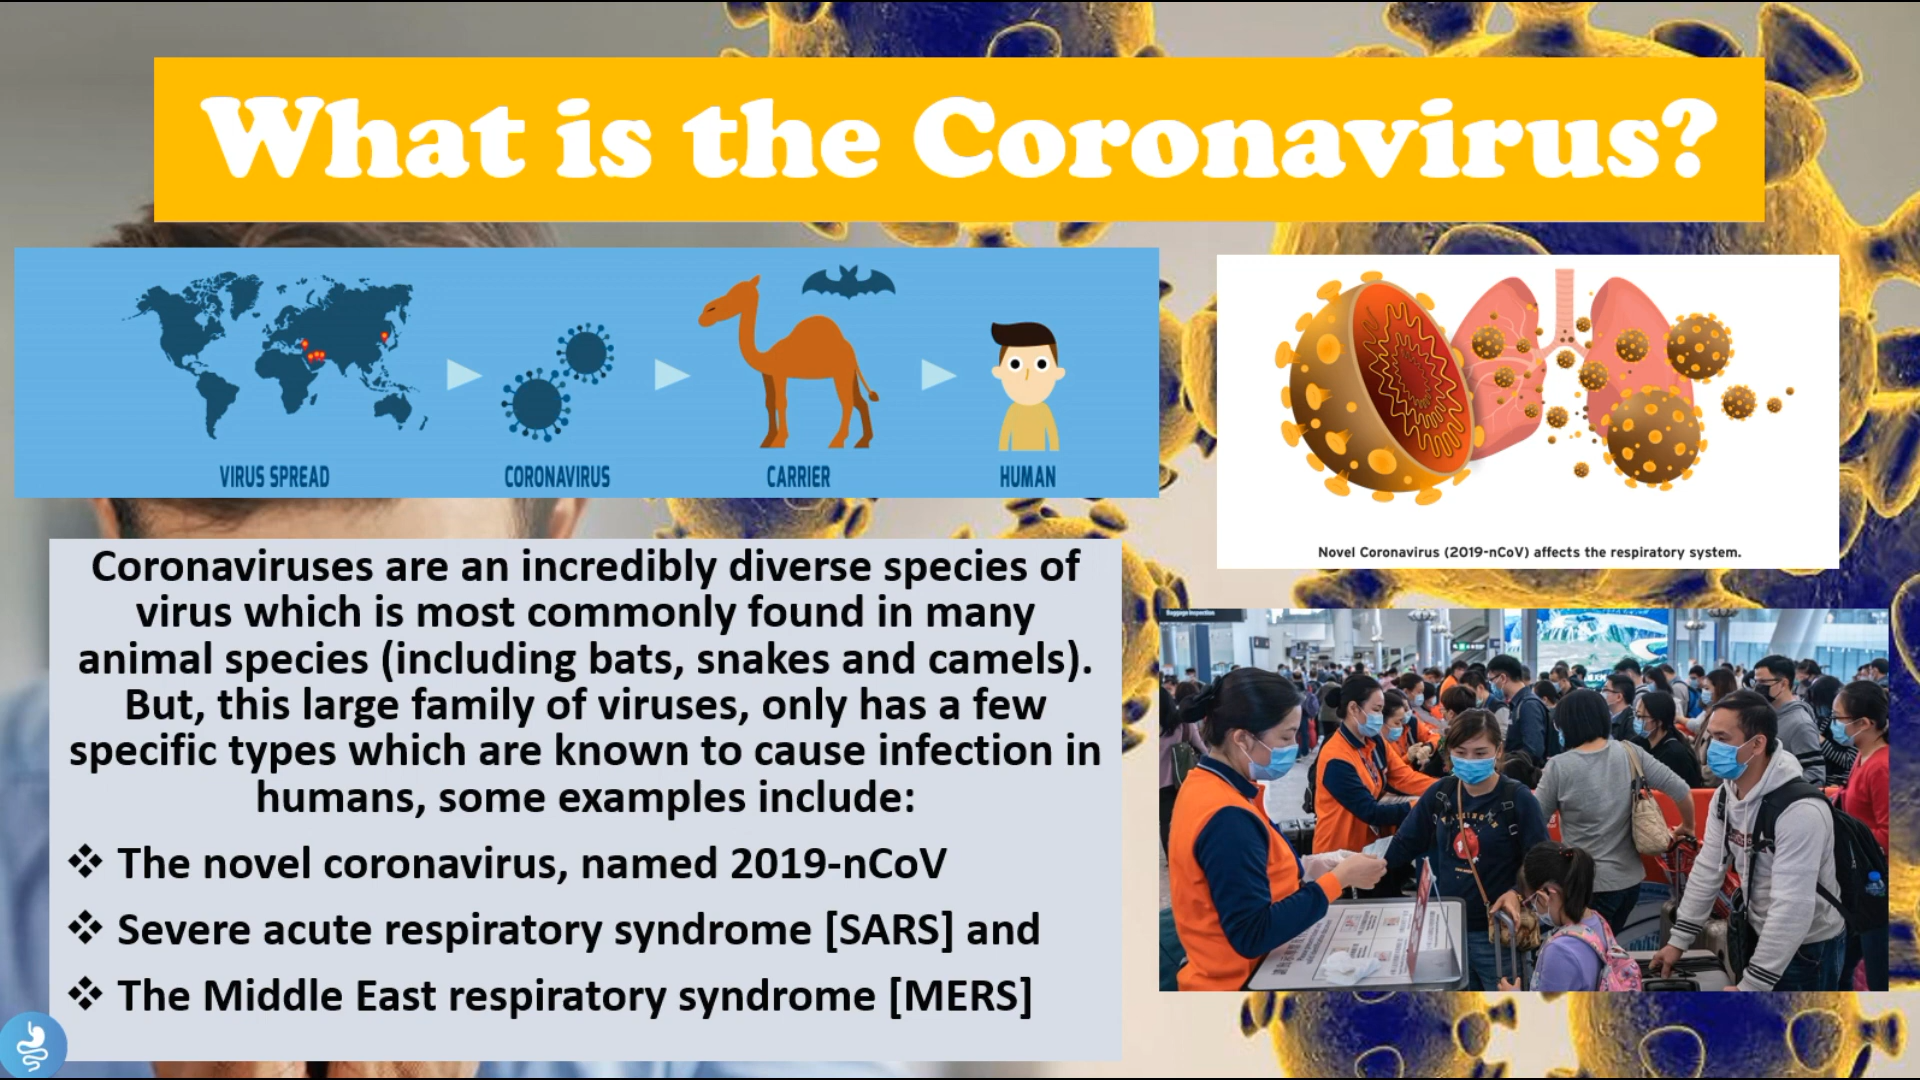 What is the Coronavirus?
VIRUS SPREAD
CORONAVIRUS
CARRIER
HUMAN
Novel Coronavirus (2019-nCoV) affects the respiratory system.
Coronaviruses are an incredibly diverse species of
virus which is most commonly found in many
animal species (including bats, snakes and camels).
But, this large family of viruses, only has a few
specific types which are known to cause infection in
humans, some examples include:
❖ The novel coronavirus, named 2019-nCoV
❖ Severe acute respiratory syndrome [SARS] and
❖ The Middle East respiratory syndrome [MERS]
Baggage Inspection